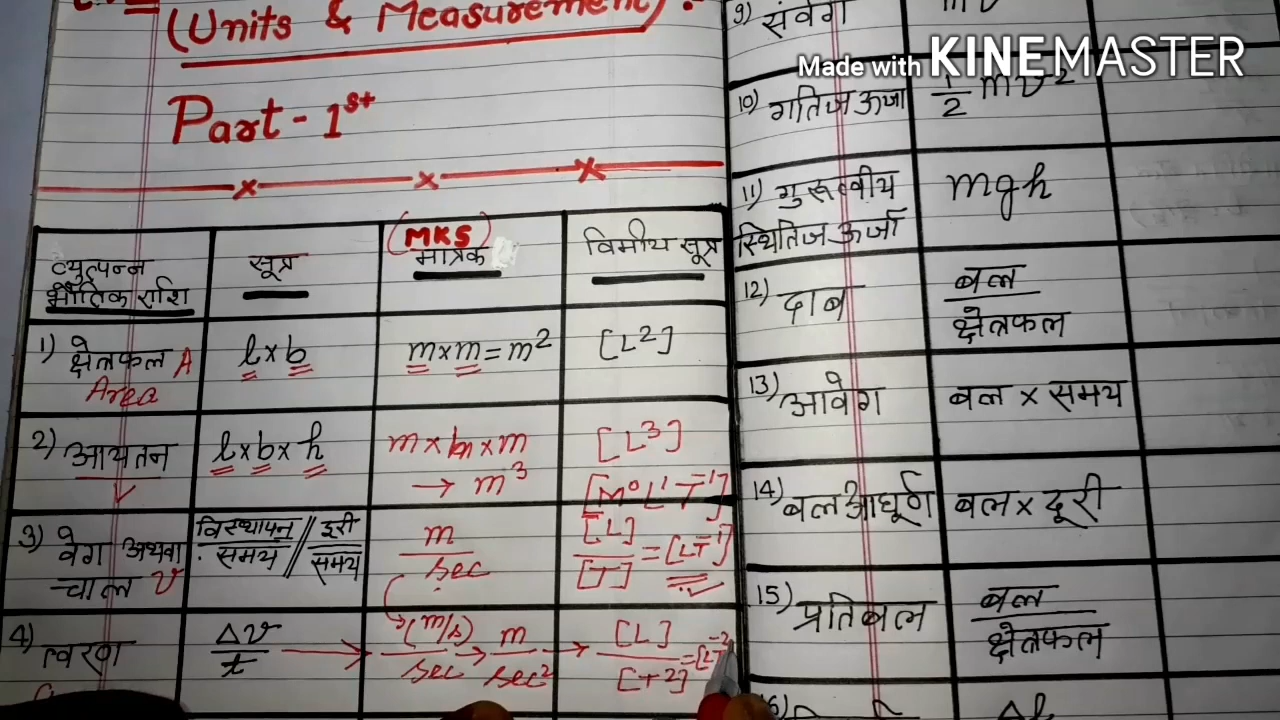 (Units & Measurement) :
Part - 1st
व्युत्पन्न भौतिक राशि
सूत्र
(MKS) मात्रक
विमीय सूत्र
1) क्षेत्रफल A
Area
l × b
m × m = m²
[L²]
2) आयतन
l × b × h
m × m × m
→ m³
[L³]
[M⁰L¹T⁻¹]
3) वेग अथवा चाल v
विस्थापन/समय // दूरी/समय
m/sec
[L]/[T] = [LT⁻¹]
4) त्वरण
Δv/t
(m/s)/sec → m/sec²
→ [L]/[T²] = [LT⁻²
9) संवेग
mv
Made with KINEMASTER
10) गतिज ऊर्जा
1/2 mv²
11) गुरूत्वीय स्थितिज ऊर्जा
mgh
12) दाब
बल/क्षेत्रफल
13) आवेग
बल × समय
14) बल आघूर्ण
बल × दूरी
15) प्रतिबल
बल/क्षेत्रफल